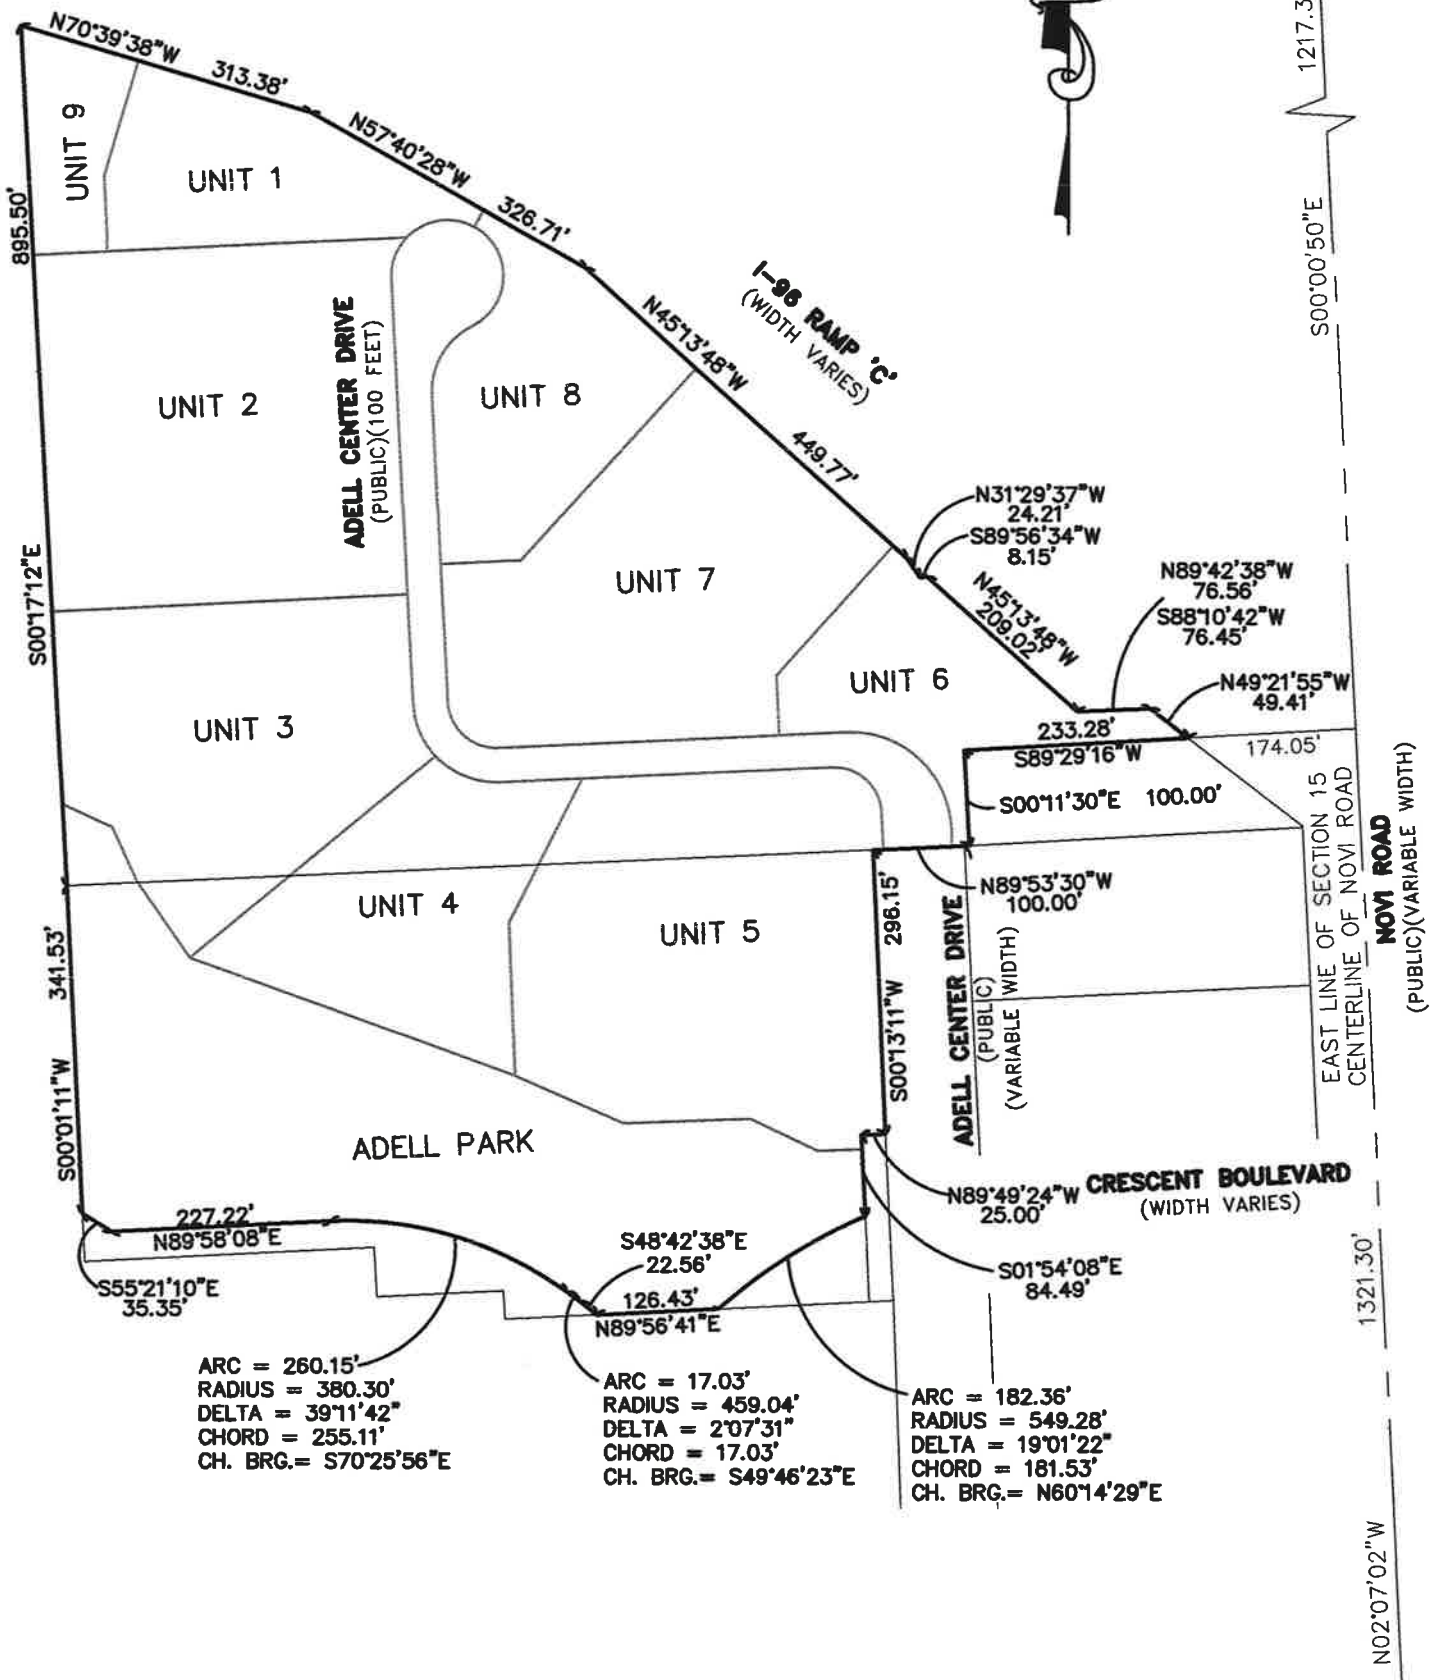 N70°39'38"W
313.38'
1217.3
UNIT 9
UNIT 1
N57°40'28"W
326.71'
895.50'
S00°00'50"E
I-96 RAMP 'C'
(WIDTH VARIES)
N45°13'48"W
449.77'
ADELL CENTER DRIVE
(PUBLIC)(100 FEET)
UNIT 2
UNIT 8
N31°29'37"W
24.21'
S89°56'34"W
8.15'
N89°42'38"W
76.56'
S88°10'42"W
76.45'
S00°17'12"E
UNIT 7
N45°13'48"W
209.02'
N49°21'55"W
49.41'
UNIT 6
UNIT 3
233.28'
S89°29'16"W
174.05'
S00°11'30"E 100.00'
EAST LINE OF SECTION 15
CENTERLINE OF NOVI ROAD
NOVI ROAD
(PUBLIC)(VARIABLE WIDTH)
N89°53'30"W
100.00'
UNIT 4
UNIT 5
296.15'
S00°13'11"W
ADELL CENTER DRIVE
(PUBLIC)
(VARIABLE WIDTH)
341.53'
S00°01'11"W
ADELL PARK
N89°49'24"W
25.00'
CRESCENT BOULEVARD
(WIDTH VARIES)
227.22'
N89°58'08"E
S48°42'38"E
22.56'
S01°54'08"E
84.49'
S55°21'10"E
35.35'
126.43'
N89°56'41"E
1321.30'
ARC = 260.15'
RADIUS = 380.30'
DELTA = 39°11'42"
CHORD = 255.11'
CH. BRG.= S70°25'56"E
ARC = 17.03'
RADIUS = 459.04'
DELTA = 2°07'31"
CHORD = 17.03'
CH. BRG.= S49°46'23"E
ARC = 182.36'
RADIUS = 549.28'
DELTA = 19°01'22"
CHORD = 181.53'
CH. BRG.= N60°14'29"E
N02°07'02"W